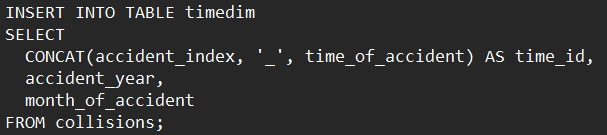 INSERT INTO TABLE timedim
SELECT
  CONCAT(accident_index, '_', time_of_accident) AS time_id,
  accident_year,
  month_of_accident
FROM collisions;